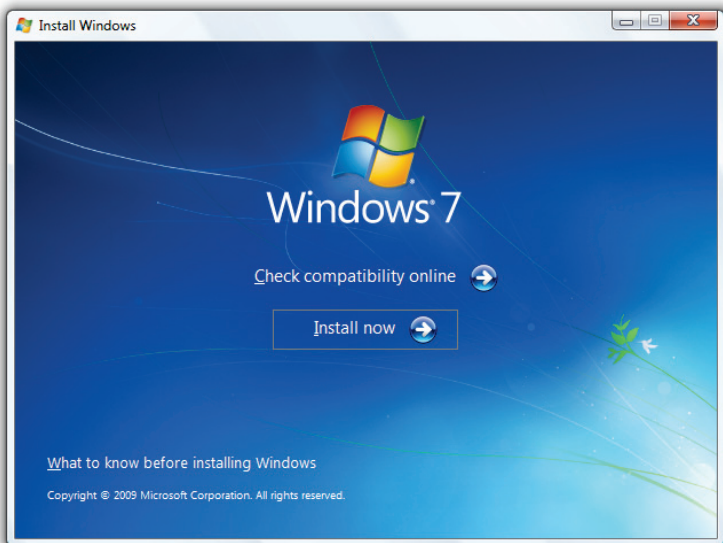 Install Windows
Windows 7
Check compatibility online
Install now
What to know before installing Windows
Copyright © 2009 Microsoft Corporation. All rights reserved.